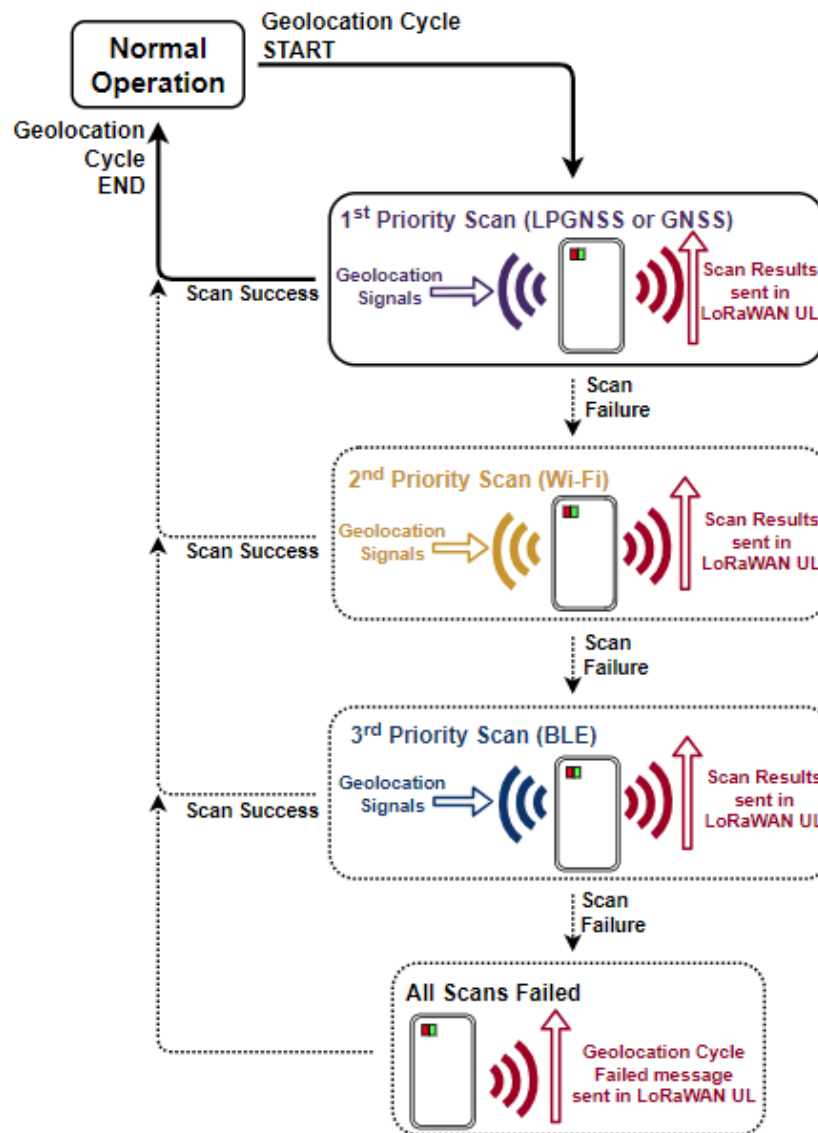 Normal
Operation
Geolocation Cycle
START
Geolocation
Cycle
END
1st Priority Scan (LPGNSS or GNSS)
Geolocation
Signals
Scan Results
sent in
LoRaWAN UL
Scan Success
Scan
Failure
2nd Priority Scan (Wi-Fi)
Geolocation
Signals
Scan Results
sent in
LoRaWAN UL
Scan Success
Scan
Failure
3rd Priority Scan (BLE)
Geolocation
Signals
Scan Results
sent in
LoRaWAN UL
Scan Success
Scan
Failure
All Scans Failed
Geolocation Cycle
Failed message
sent in LoRaWAN UL